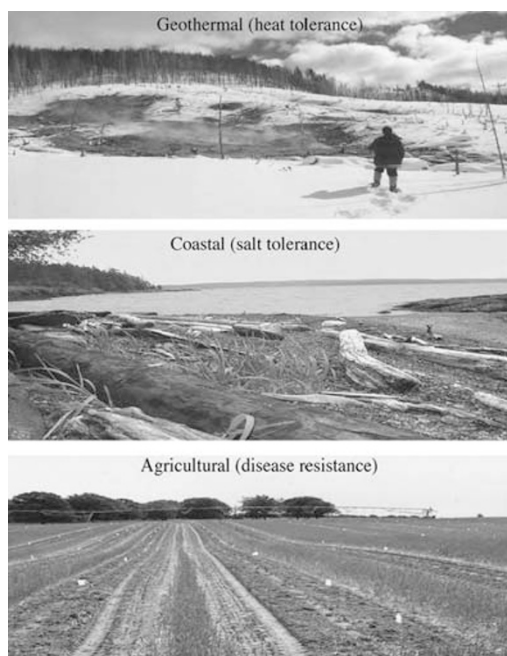 Geothermal (heat tolerance)
Coastal (salt tolerance)
Agricultural (disease resistance)